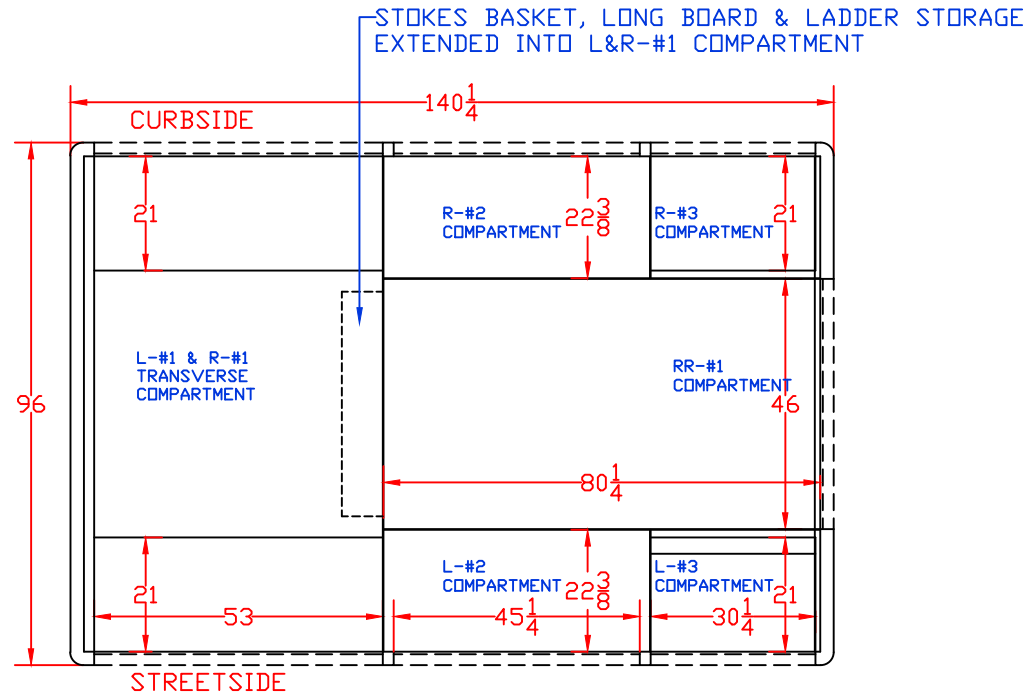 STOKES BASKET, LONG BOARD & LADDER STORAGE
EXTENDED INTO L&R-#1 COMPARTMENT
140 1/4
CURBSIDE
21
R-#2
COMPARTMENT
22 3/8
R-#3
COMPARTMENT
21
L-#1 & R-#1
TRANSVERSE
COMPARTMENT
RR-#1
COMPARTMENT
96
46
80 1/4
L-#2
COMPARTMENT
22 3/8
L-#3
COMPARTMENT
21
21
53
45 1/4
30 1/4
STREETSIDE